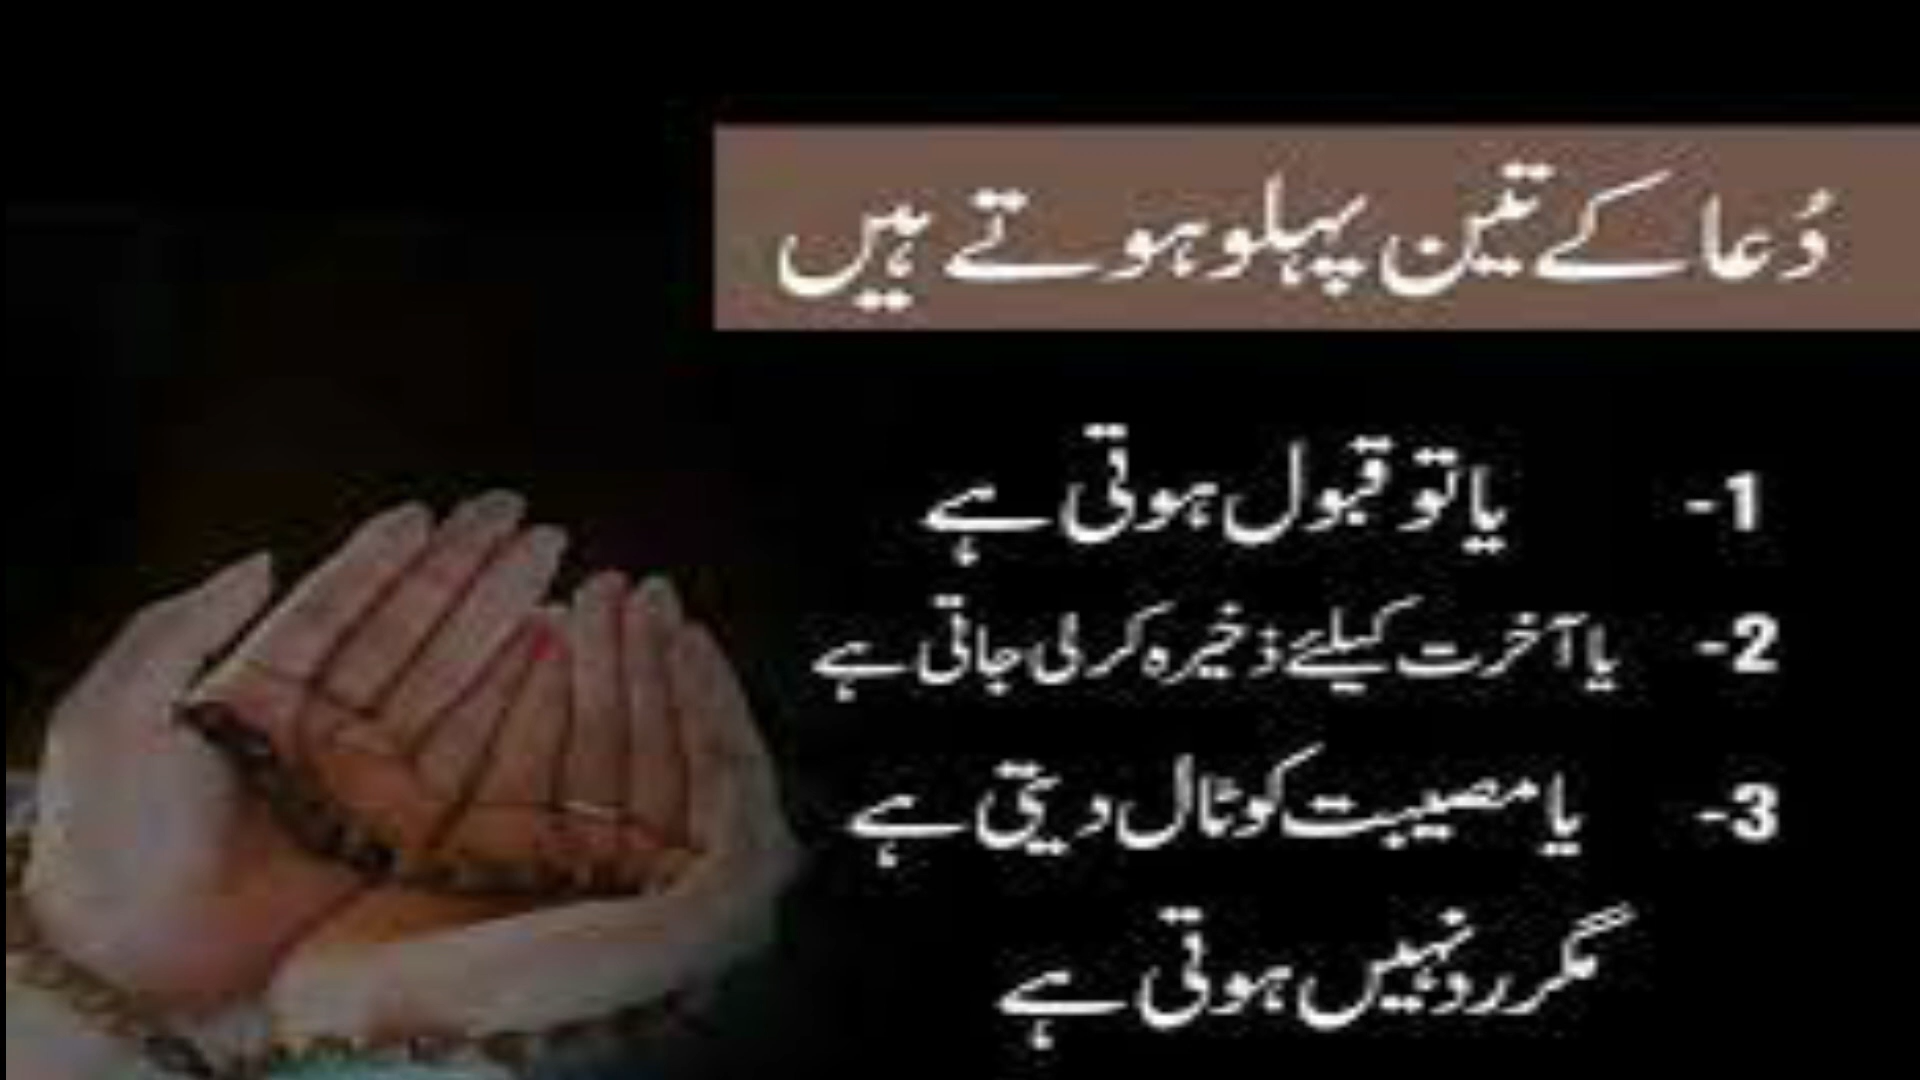 دُعا کے تین پہلو ہوتے ہیں
1- یا تو قبول ہوتی ہے
2- یا آخرت کیلئے ذخیرہ کر لی جاتی ہے
3- یا مصیبت کو ٹال دیتی ہے
مگر رد نہیں ہوتی ہے